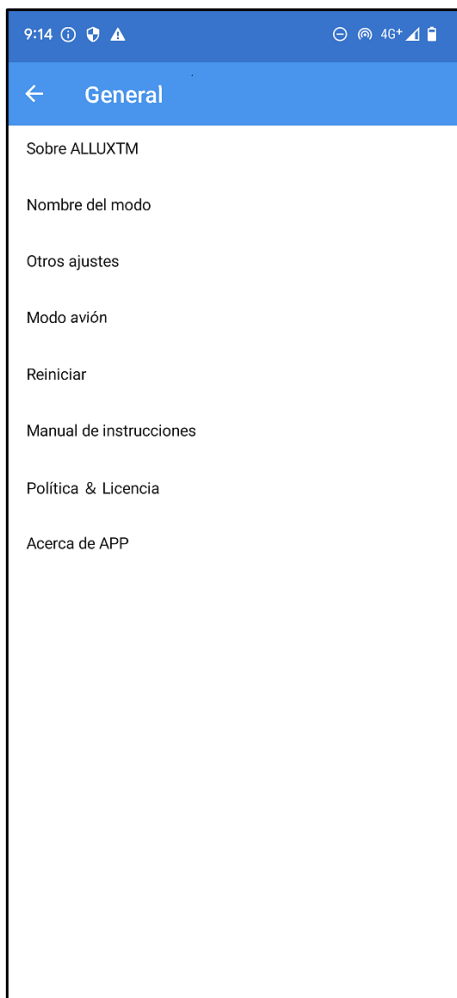 9:14 4G+
General
Sobre ALLUXTM
Nombre del modo
Otros ajustes
Modo avión
Reiniciar
Manual de instrucciones
Política & Licencia
Acerca de APP